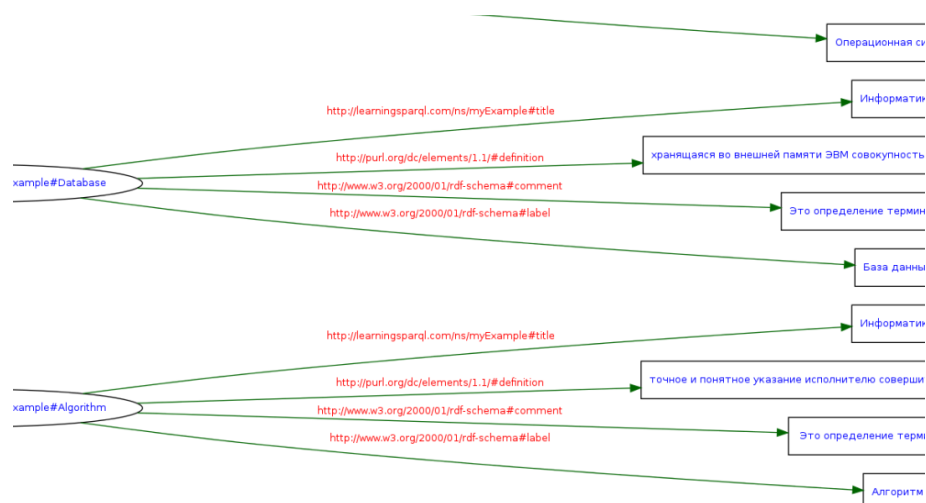 Операционная си
http://learningsparql.com/ns/myExample#title
Информатик
http://purl.org/dc/elements/1.1/#definition
хранящаяся во внешней памяти ЭВМ совокупность
xample#Database
http://www.w3.org/2000/01/rdf-schema#comment
Это определение термин
http://www.w3.org/2000/01/rdf-schema#label
База данны
http://learningsparql.com/ns/myExample#title
Информатик
http://purl.org/dc/elements/1.1/#definition
точное и понятное указание исполнителю соверши
xample#Algorithm
http://www.w3.org/2000/01/rdf-schema#comment
Это определение терми
http://www.w3.org/2000/01/rdf-schema#label
Алгоритм